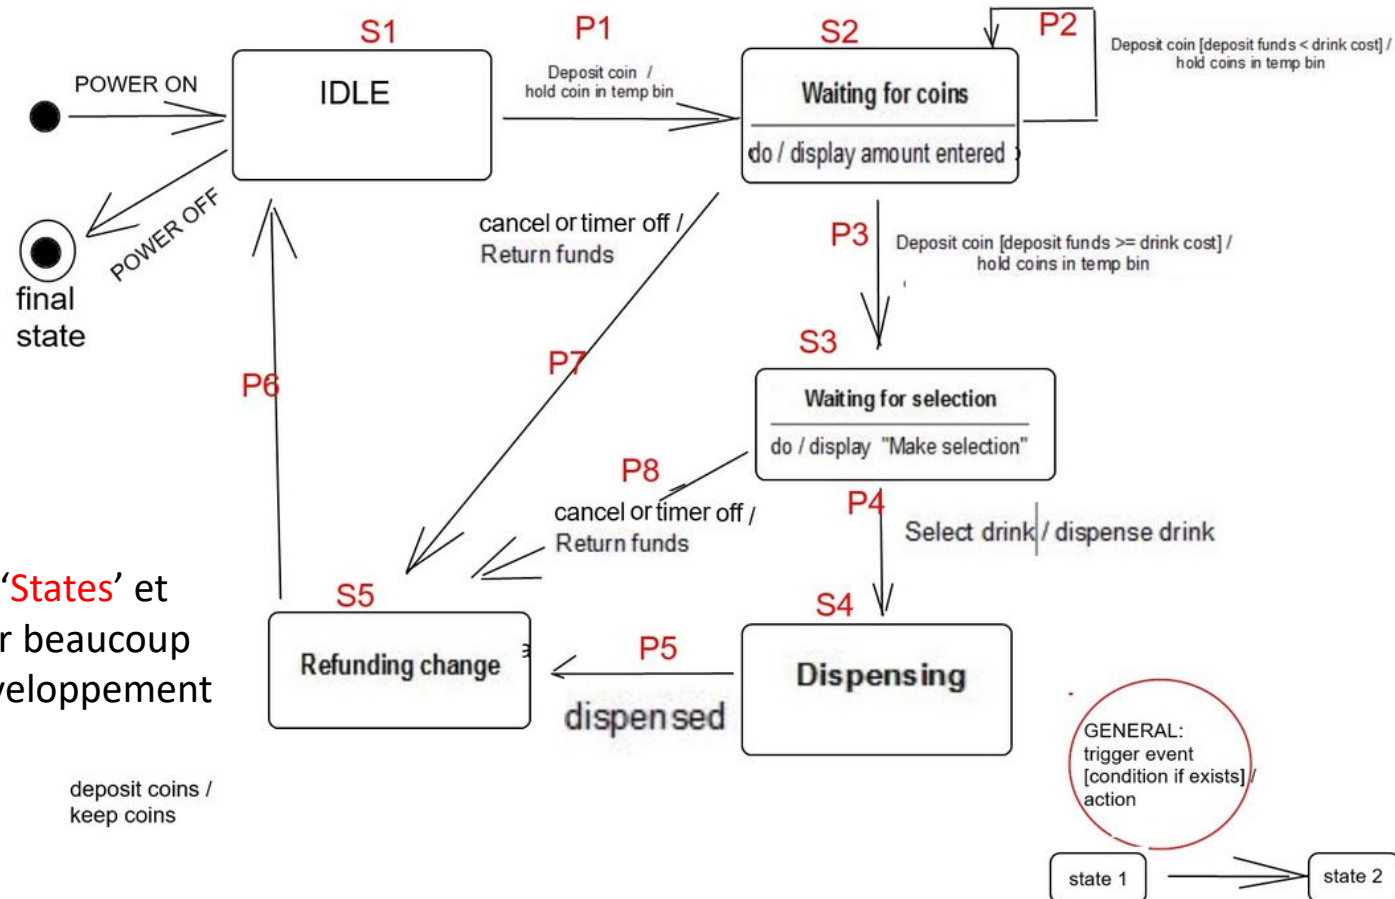 S1
P1
S2
P2
POWER ON
IDLE
Deposit coin /
hold coin in temp bin
Waiting for coins
do / display amount entered
Deposit coin [deposit funds < drink cost] /
hold coins in temp bin
POWER OFF
final
state
cancel or timer off /
Return funds
P3
Deposit coin [deposit funds >= drink cost] /
hold coins in temp bin
S3
P7
P6
Waiting for selection
do / display "Make selection"
P8
cancel or timer off /
Return funds
P4
Select drink / dispense drink
‘States’ et
r beaucoup
veloppement
S5
Refunding change
P5
dispensed
S4
Dispensing
deposit coins /
keep coins
GENERAL:
trigger event
[condition if exists] /
action
state 1
state 2